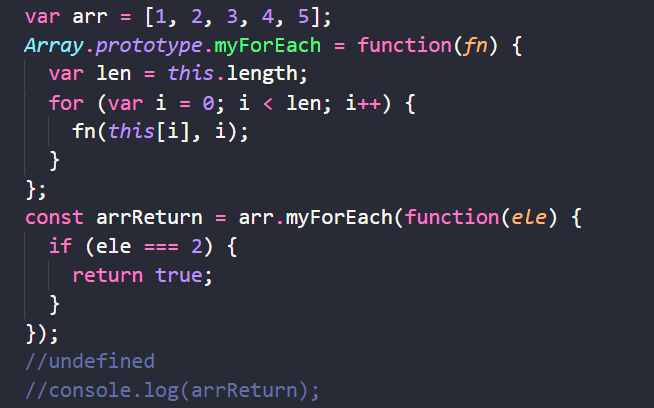 var arr = [1, 2, 3, 4, 5];
Array.prototype.myForEach = function(fn) {
  var len = this.length;
  for (var i = 0; i < len; i++) {
    fn(this[i], i);
  }
};
const arrReturn = arr.myForEach(function(ele) {
  if (ele === 2) {
    return true;
  }
});
//undefined
//console.log(arrReturn);